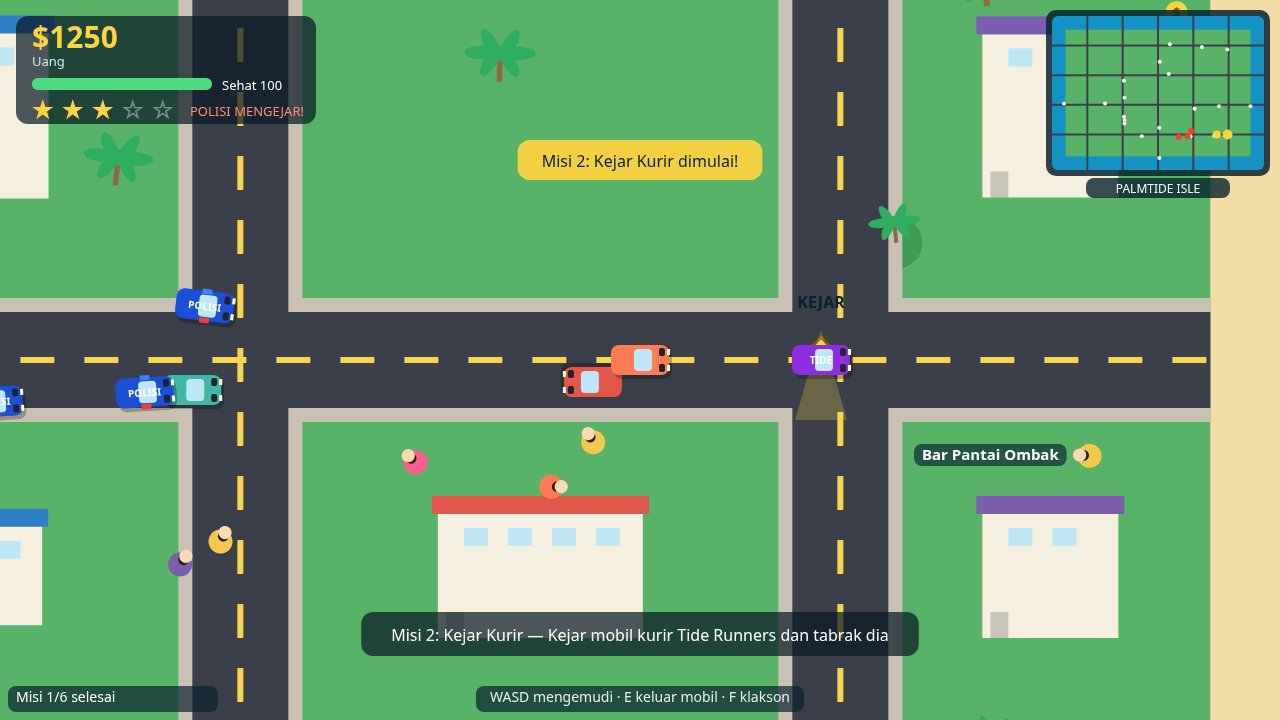 $1250
Uang
Sehat 100
POLISI MENGEJAR!
$
PALMTIDE ISLE
Misi 2: Kejar Kurir dimulai!
KEJAR
POLISI
TIDE
POLISI
SI
Bar Pantai Ombak
Misi 2: Kejar Kurir — Kejar mobil kurir Tide Runners dan tabrak dia
Misi 1/6 selesai
WASD mengemudi · E keluar mobil · F klakson